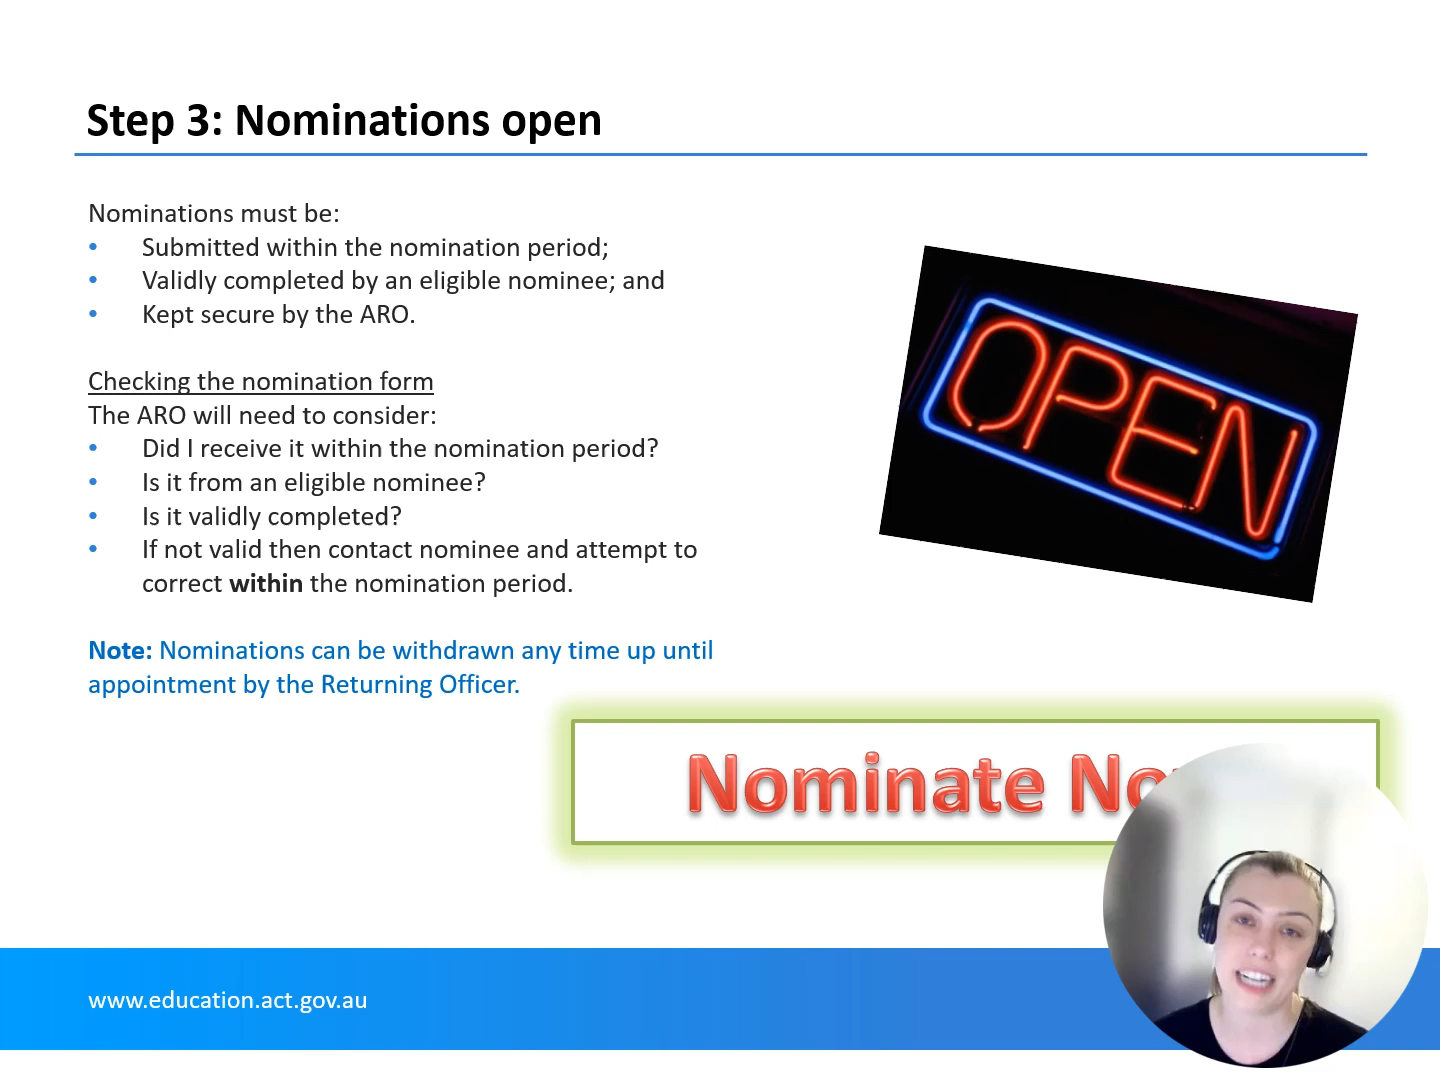 Step 3: Nominations open
Nominations must be:
• Submitted within the nomination period;
• Validly completed by an eligible nominee; and
• Kept secure by the ARO.
Checking the nomination form
The ARO will need to consider:
• Did I receive it within the nomination period?
• Is it from an eligible nominee?
• Is it validly completed?
• If not valid then contact nominee and attempt to
correct within the nomination period.
Note: Nominations can be withdrawn any time up until
appointment by the Returning Officer.
OPEN
Nominate
www.education.act.gov.au